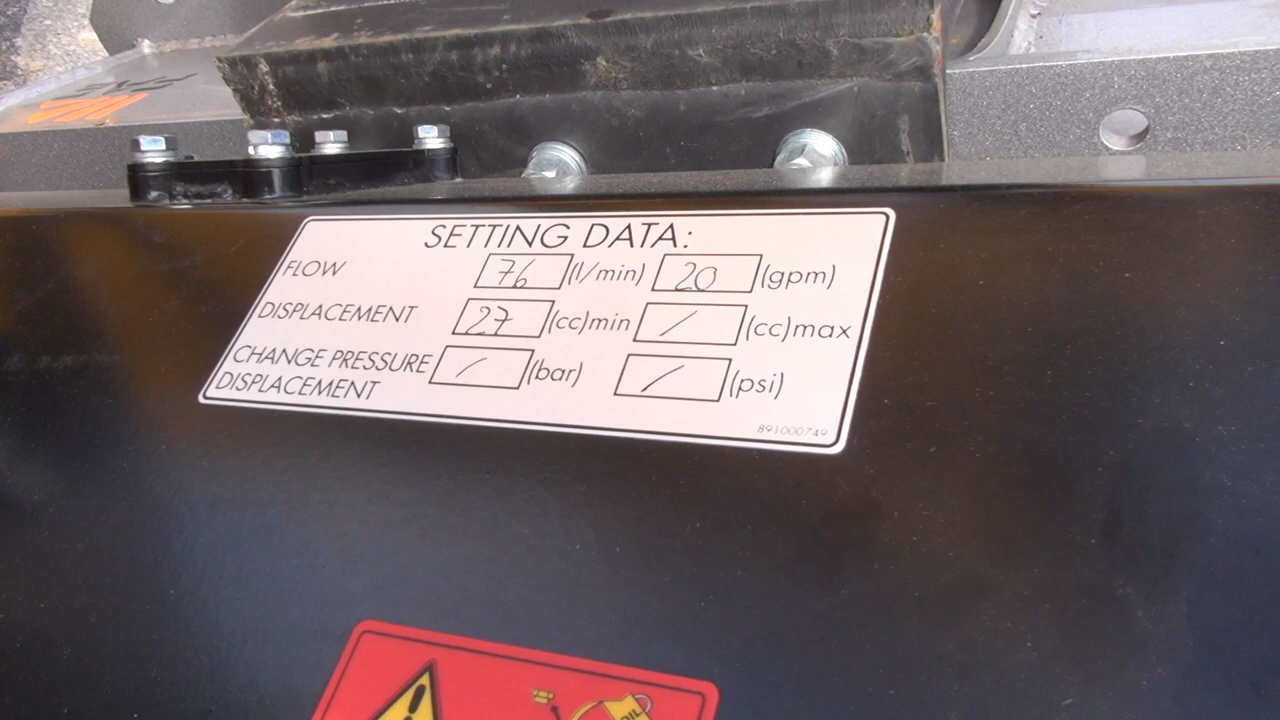 SETTING DATA:
FLOW 76 (l/min) 20 (gpm)
DISPLACEMENT 27 (cc)min / (cc)max
CHANGE PRESSURE / (bar) / (psi)
DISPLACEMENT
891000749
OIL